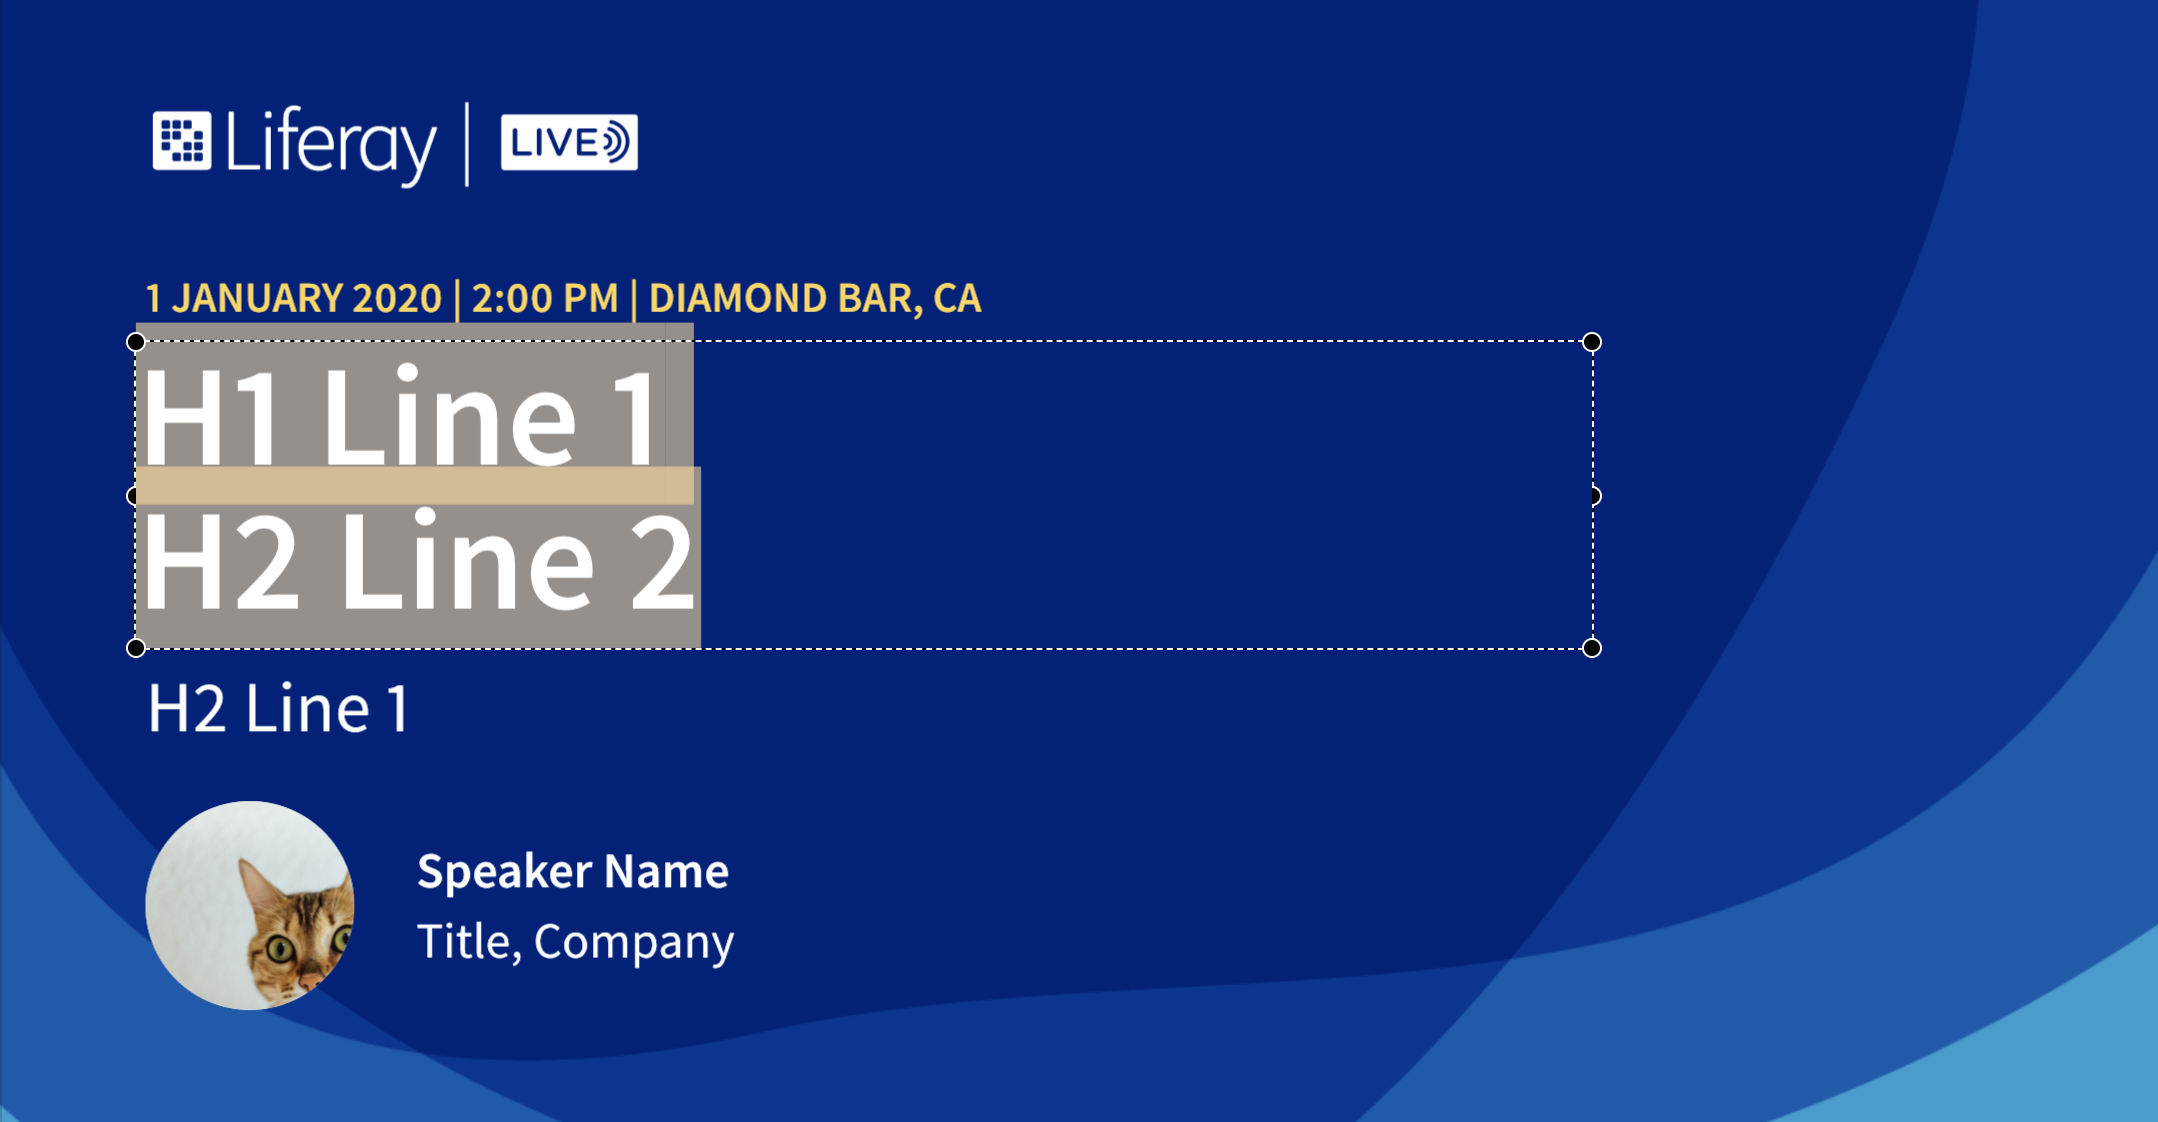 Liferay | LIVE
1 JANUARY 2020 | 2:00 PM | DIAMOND BAR, CA
H1 Line 1
H2 Line 2
H2 Line 1
Speaker Name
Title, Company